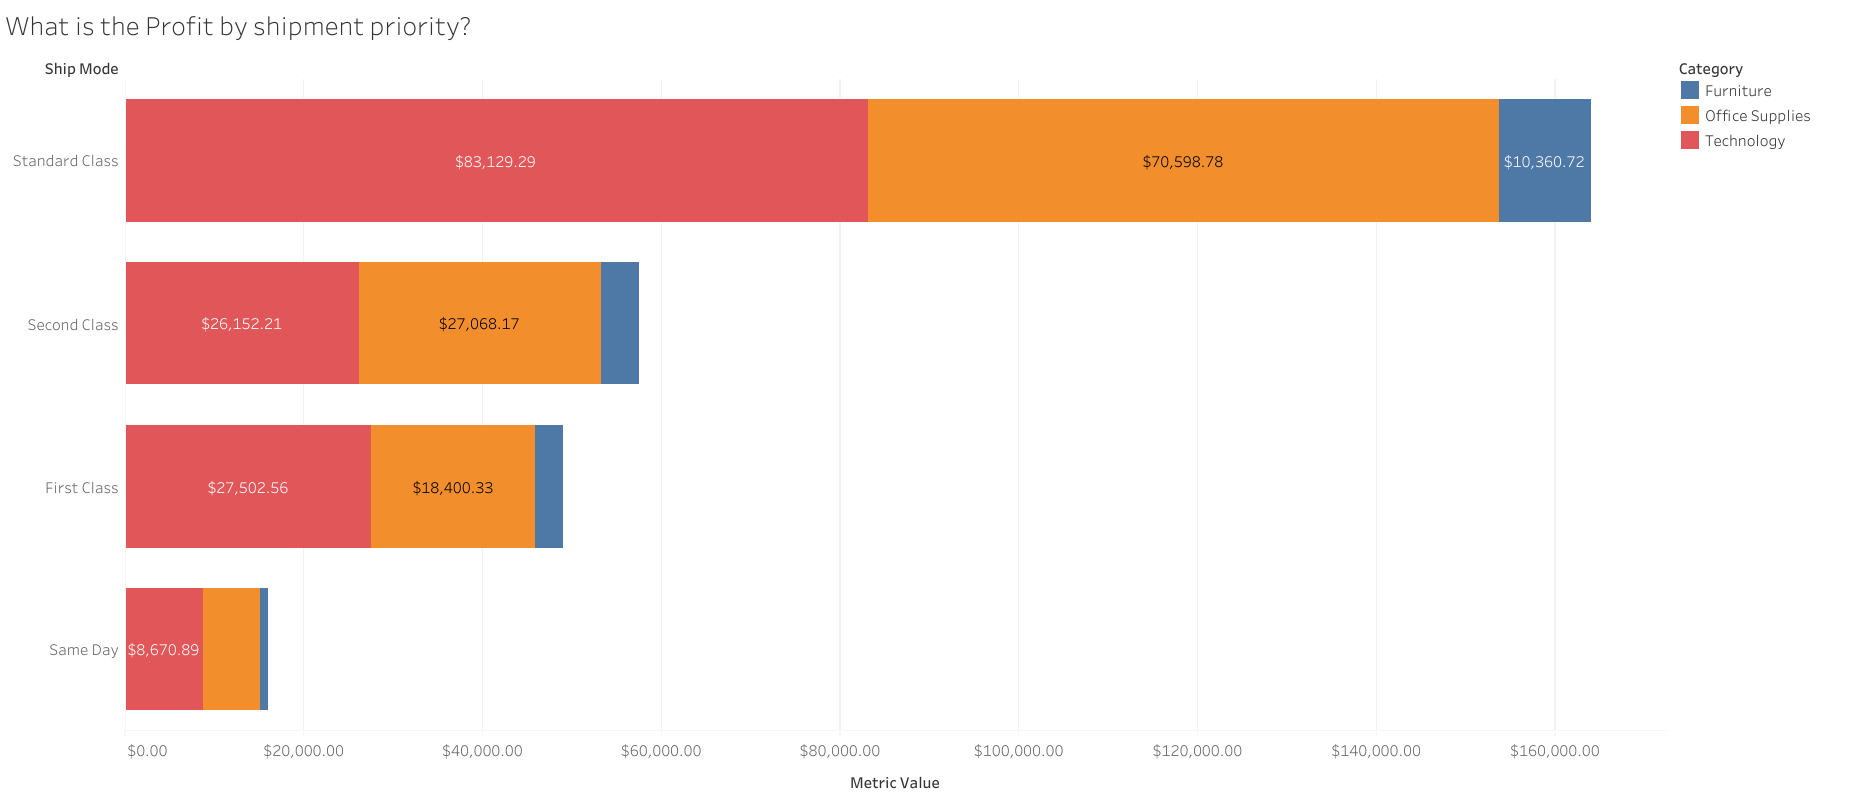 What is the Profit by shipment priority?
Ship Mode
Category
Furniture
Office Supplies
Technology
Standard Class
$83,129.29
$70,598.78
$10,360.72
Second Class
$26,152.21
$27,068.17
First Class
$27,502.56
$18,400.33
Same Day
$8,670.89
$0.00
$20,000.00
$40,000.00
$60,000.00
$80,000.00
$100,000.00
$120,000.00
$140,000.00
$160,000.00
Metric Value